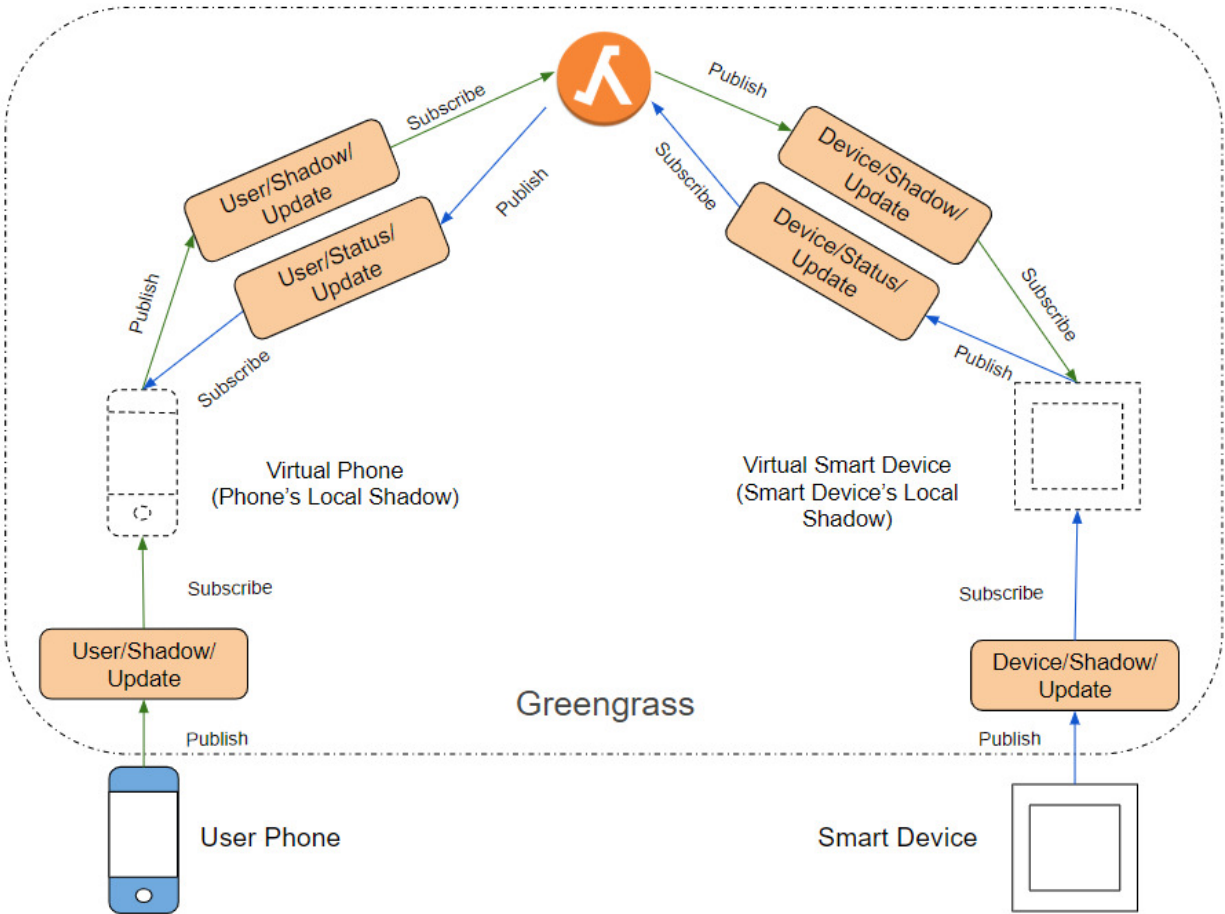 Publish
Subscribe
User/Shadow/
Update
Device/Shadow/
Update
Publish
Subscribe
User/Status/
Update
Device/Status/
Update
Publish
Subscribe
Subscribe
Publish
Virtual Phone
(Phone's Local Shadow)
Virtual Smart Device
(Smart Device's Local
Shadow)
Subscribe
Subscribe
User/Shadow/
Update
Device/Shadow/
Update
Greengrass
Publish
Publish
User Phone
Smart Device